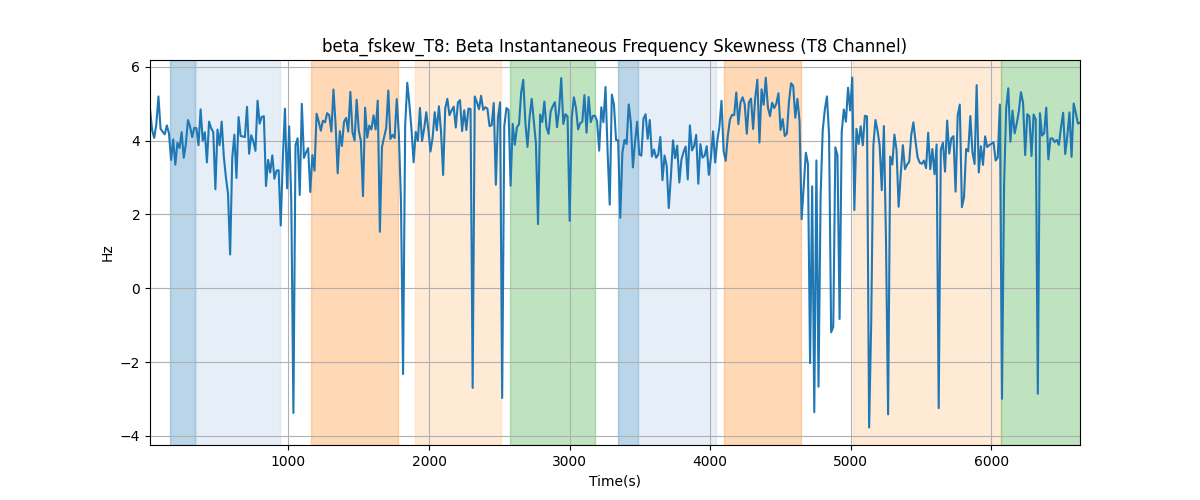 beta_fskew_T8: Beta Instantaneous Frequency Skewness (T8 Channel)
6
4
2
0
−2
−4
Hz
1000 2000 3000 4000 5000 6000
Time(s)